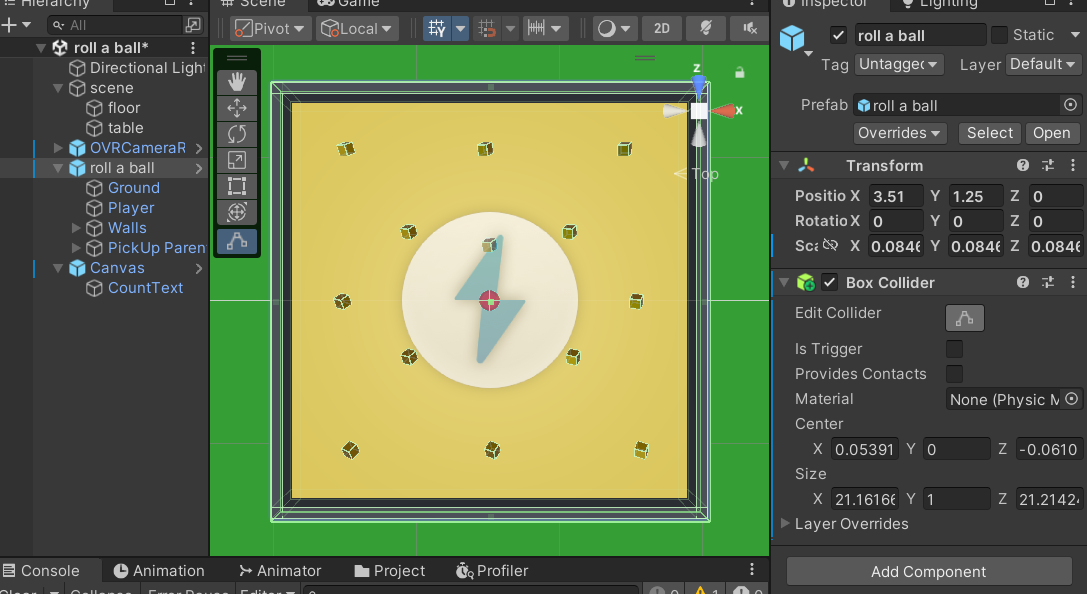 Hierarchy
Scene
Game
Inspector
Lighting
All
Pivot
Local
2D
roll a ball*
Directional Light
scene
floor
table
OVRCameraR
roll a ball
Ground
Player
Walls
PickUp Paren
Canvas
CountText
z
x
Top
roll a ball
Static
Tag Untagged Layer Default
Prefab roll a ball
Overrides Select Open
Transform
Positio X 3.51 Y 1.25 Z 0
Rotatio X 0 Y 0 Z 0
Sca X 0.0846 Y 0.0846 Z 0.0846
Box Collider
Edit Collider
Is Trigger
Provides Contacts
Material None (Physic M
Center
X 0.05391 Y 0 Z -0.0610
Size
X 21.16166 Y 1 Z 21.21424
Layer Overrides
Add Component
Console Animation Animator Project Profiler
Clear Collapse Error Pause Editor 0 1 0